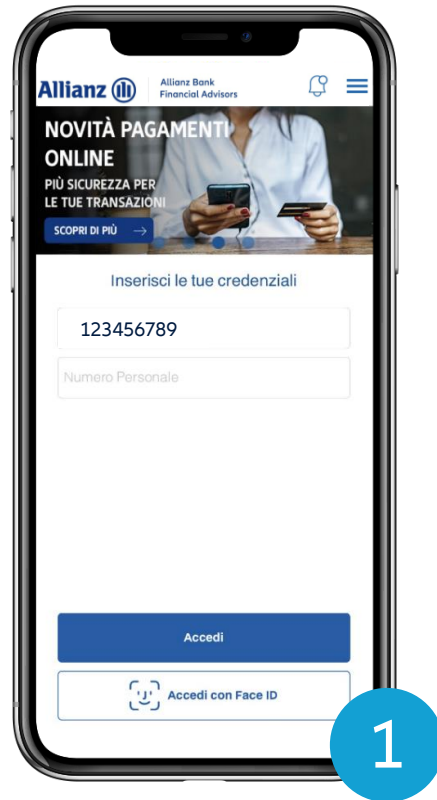 Allianz
Allianz Bank
Financial Advisors
NOVITÀ PAGAMENTI
ONLINE
PIÙ SICUREZZA PER
LE TUE TRANSAZIONI
SCOPRI DI PIÙ →
Inserisci le tue credenziali
123456789
Numero Personale
Accedi
Accedi con Face ID
1